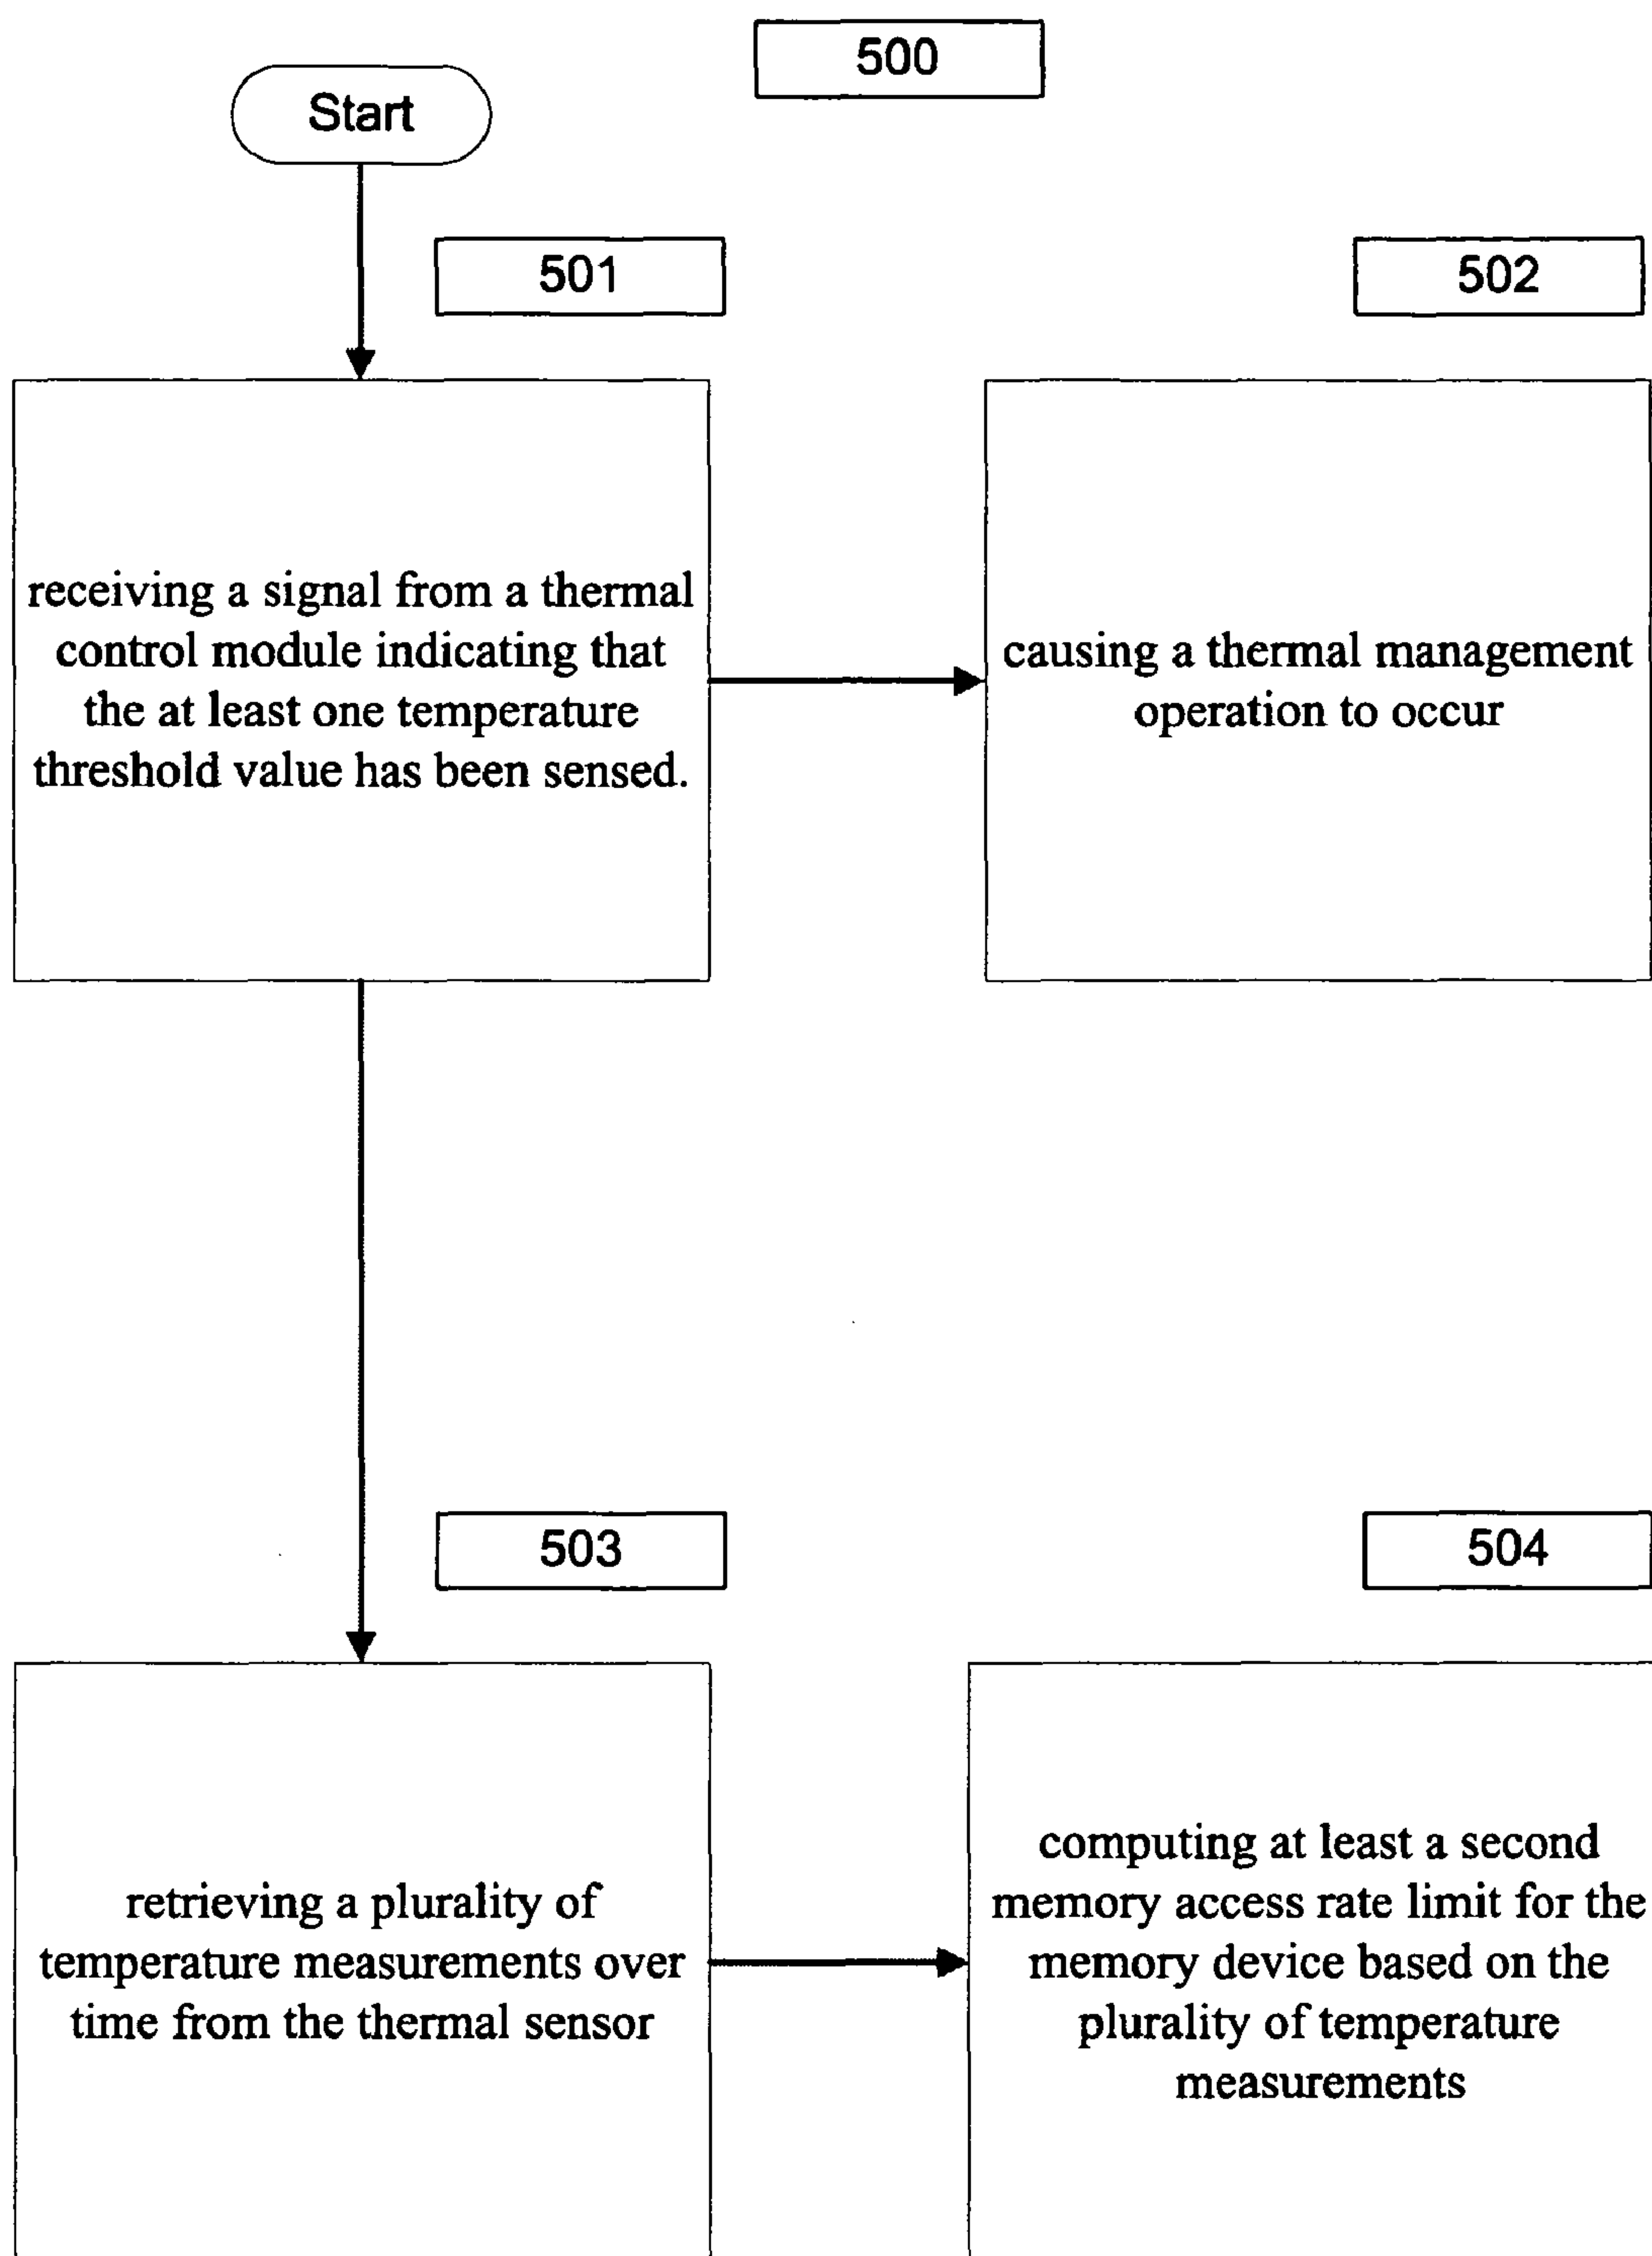 500
Start
501
502
receiving a signal from a thermal
control module indicating that
the at least one temperature
threshold value has been sensed.
causing a thermal management
operation to occur
503
504
retrieving a plurality of
temperature measurements over
time from the thermal sensor
computing at least a second
memory access rate limit for the
memory device based on the
plurality of temperature
measurements